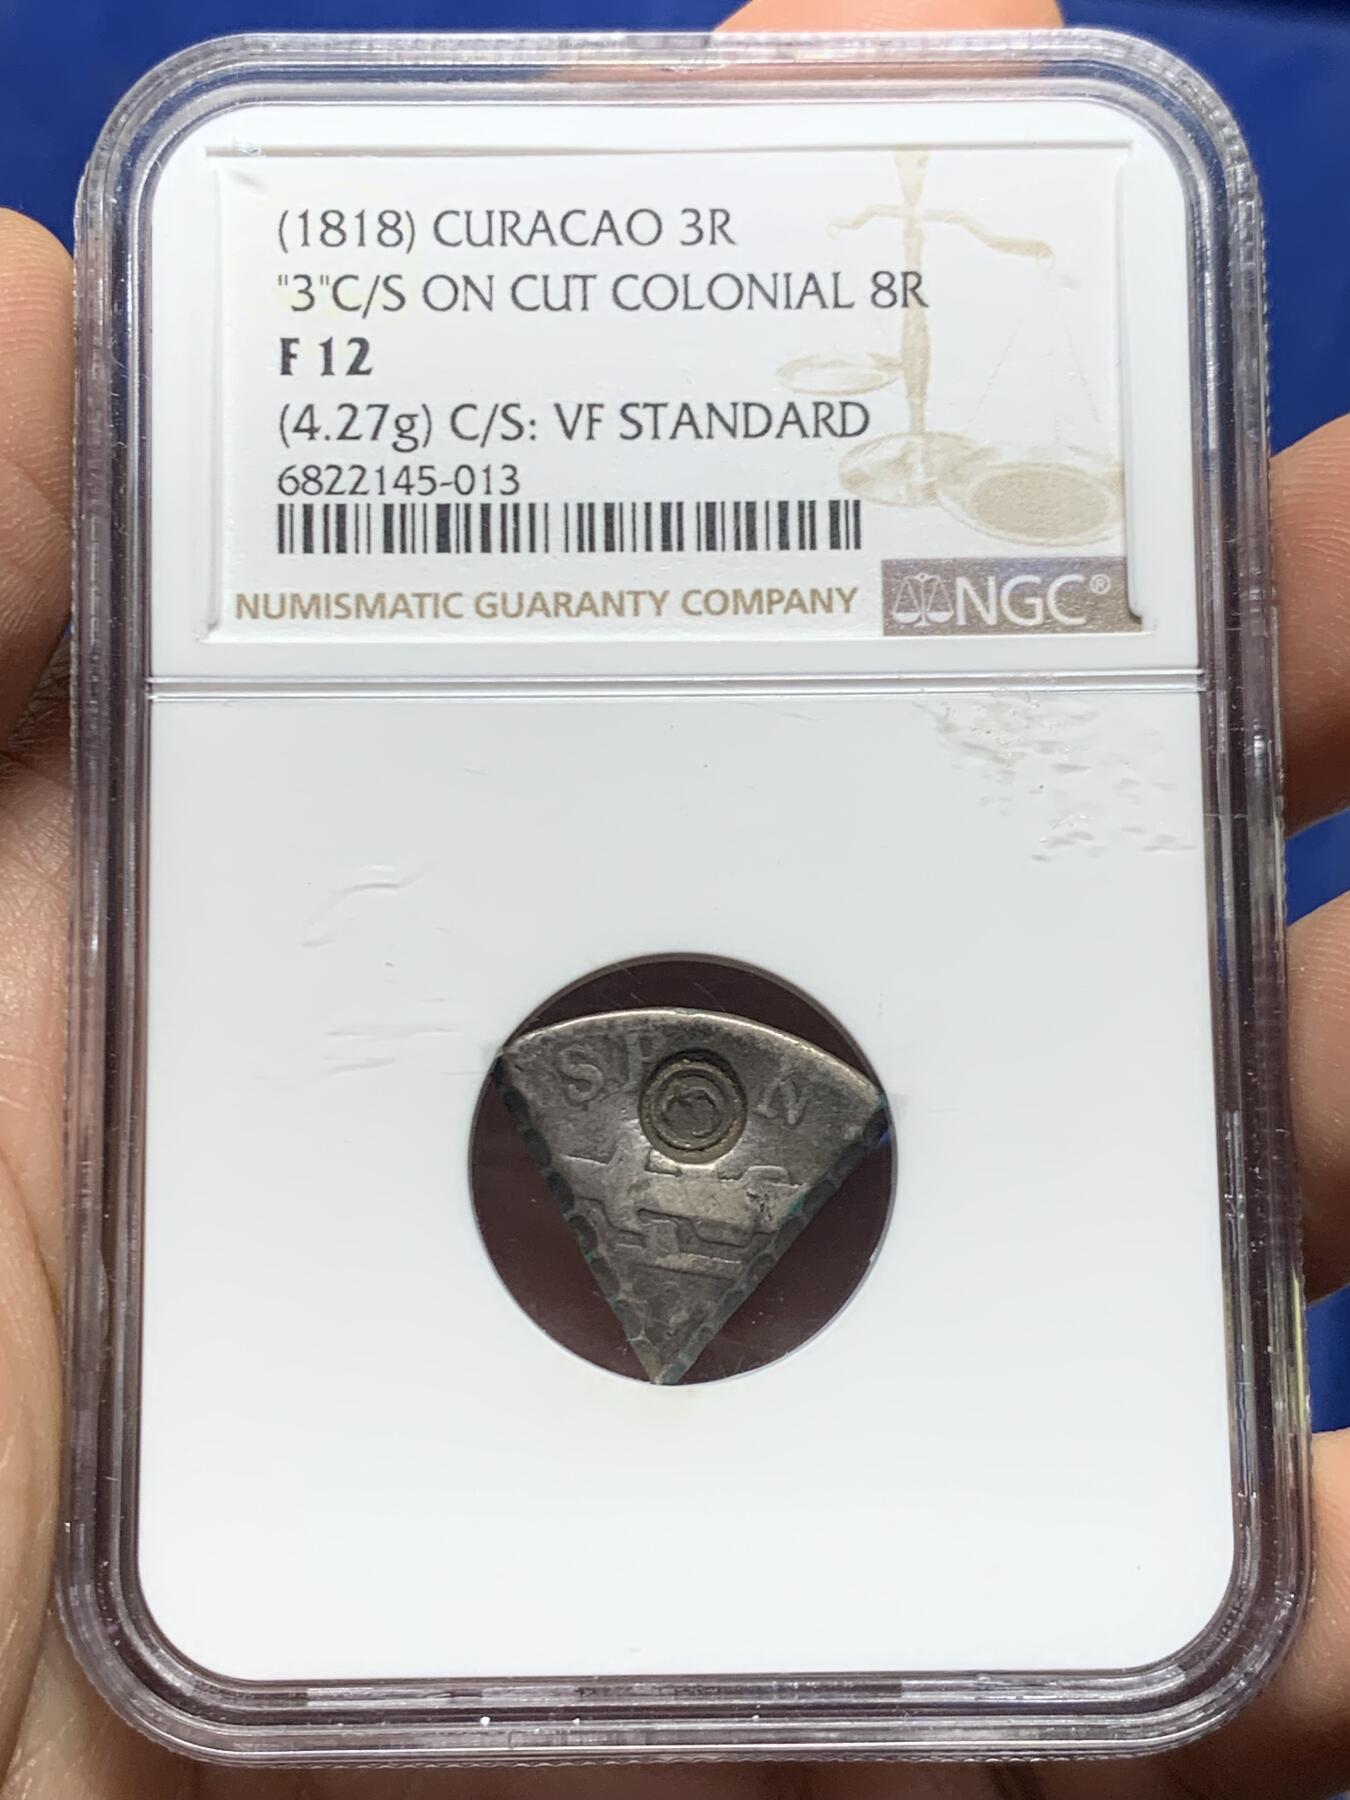 (1818) CURACAO 3R
"3"C/S ON CUT COLONIAL 8R
F 12
(4.27g) C/S: VF STANDARD
6822145-013
NUMISMATIC GUARANTY COMPANY NGC®
3